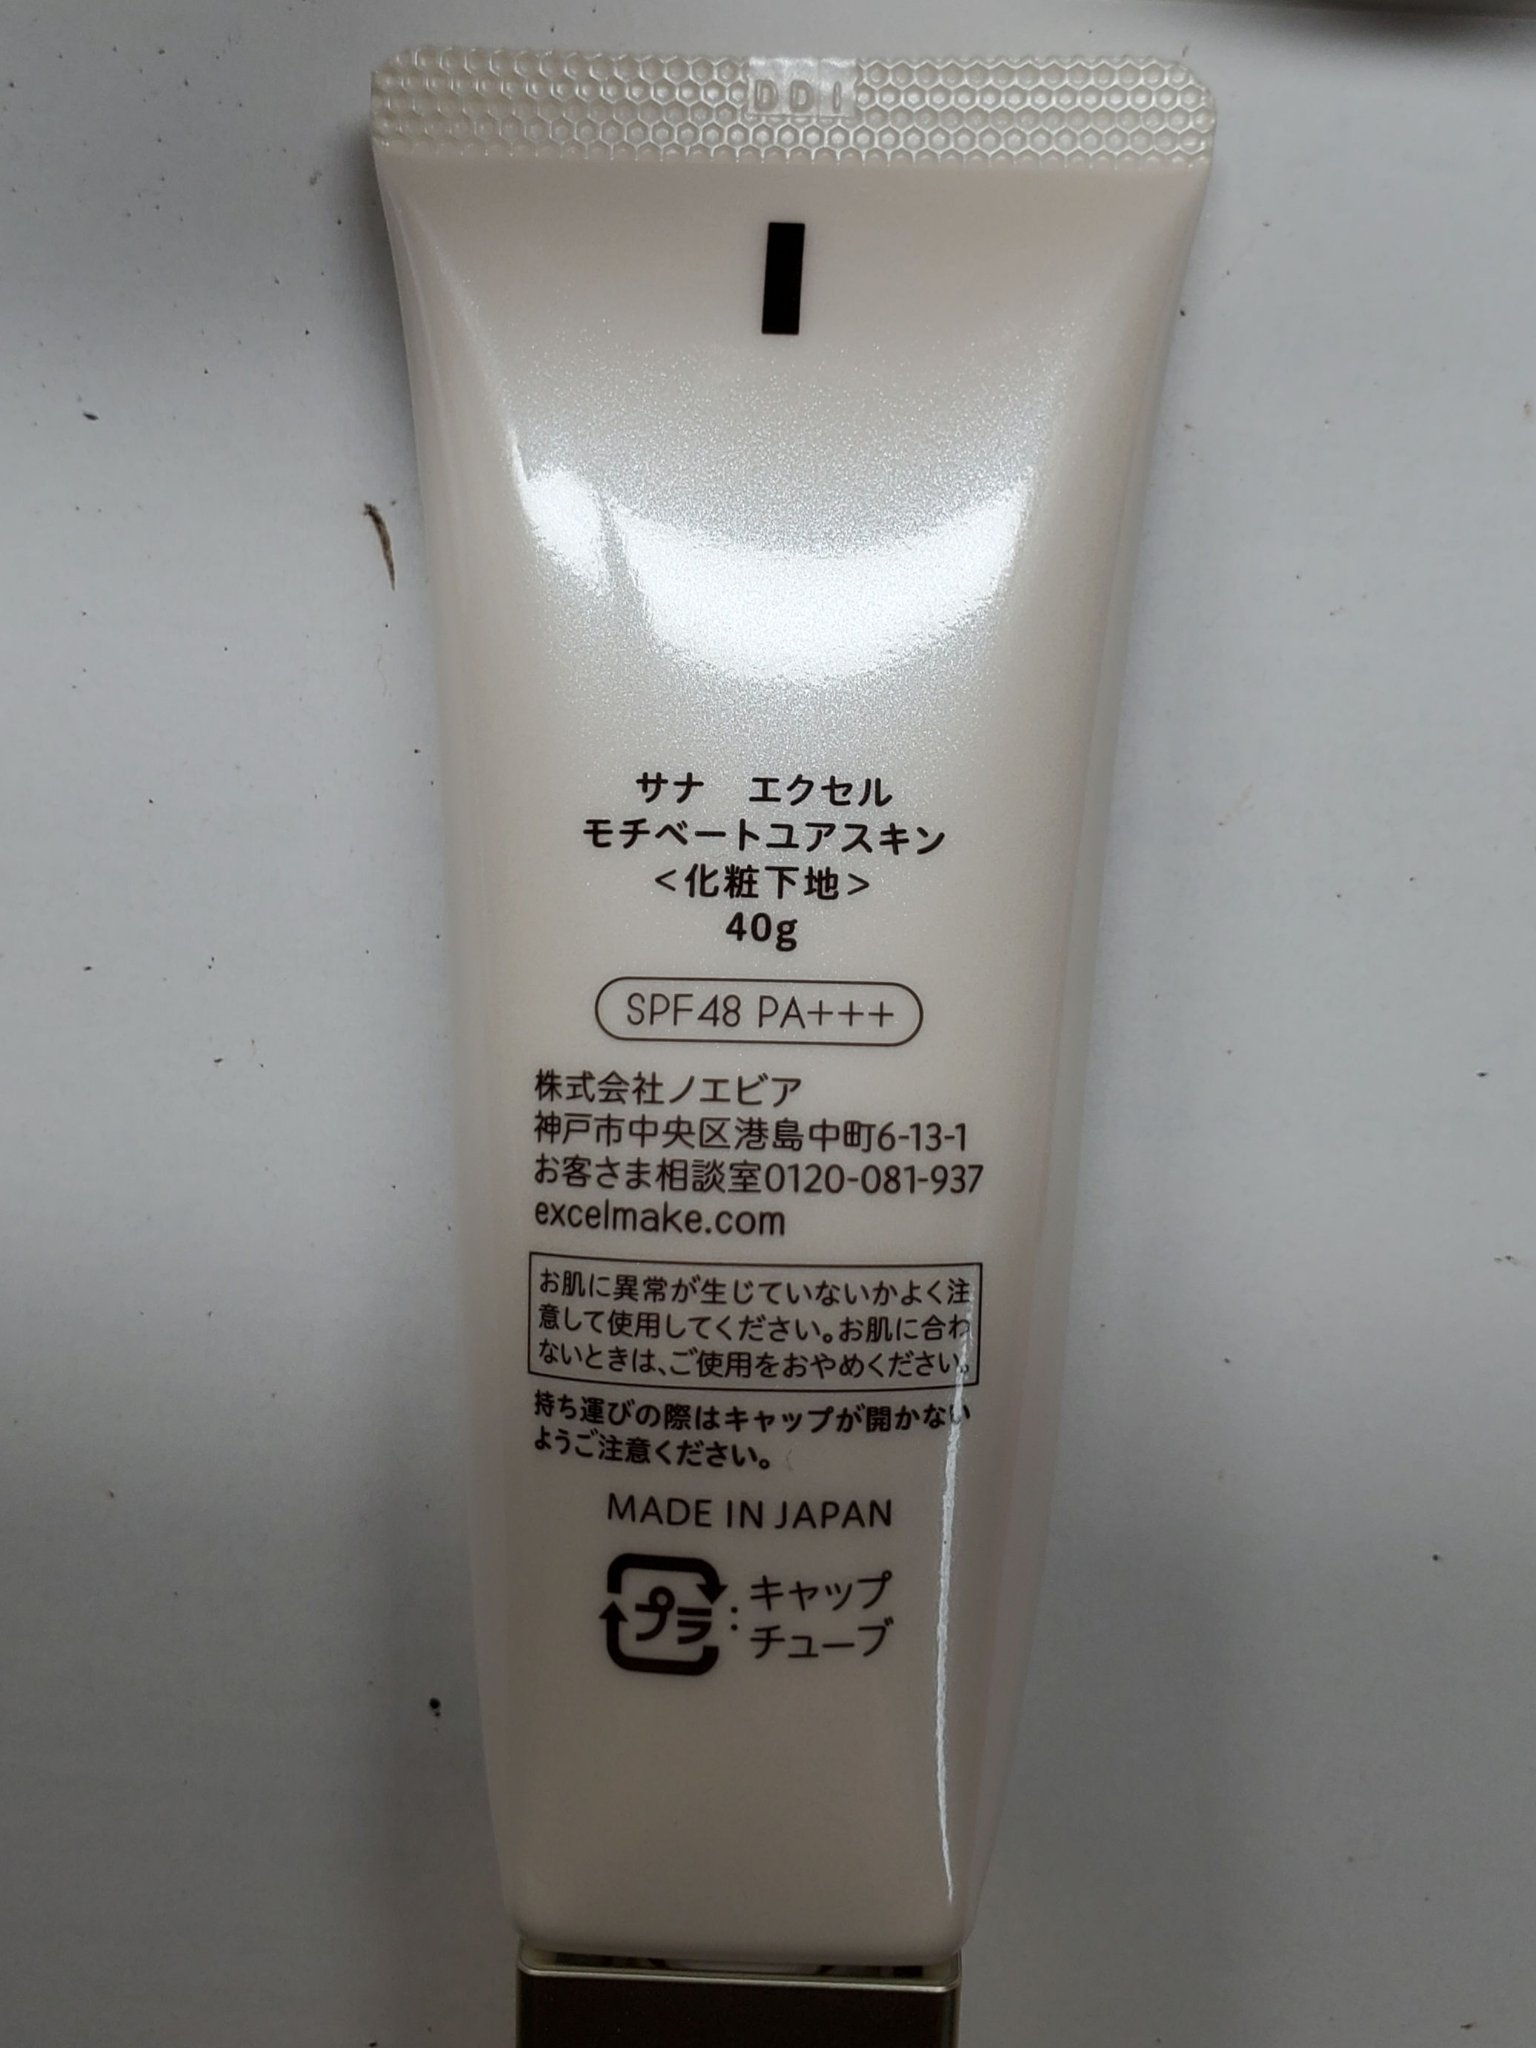 DDI
サナ　エクセル
モチベートユアスキン
<化粧下地>
40g
SPF48 PA+++
株式会社ノエビア
神戸市中央区港島中町6-13-1
お客さま相談室0120-081-937
excelmake.com
お肌に異常が生じていないかよく注
意して使用してください。お肌に合わ
ないときは、ご使用をおやめください。
持ち運びの際はキャップが開かない
ようご注意ください。
MADE IN JAPAN
プラ:キャップ
チューブ